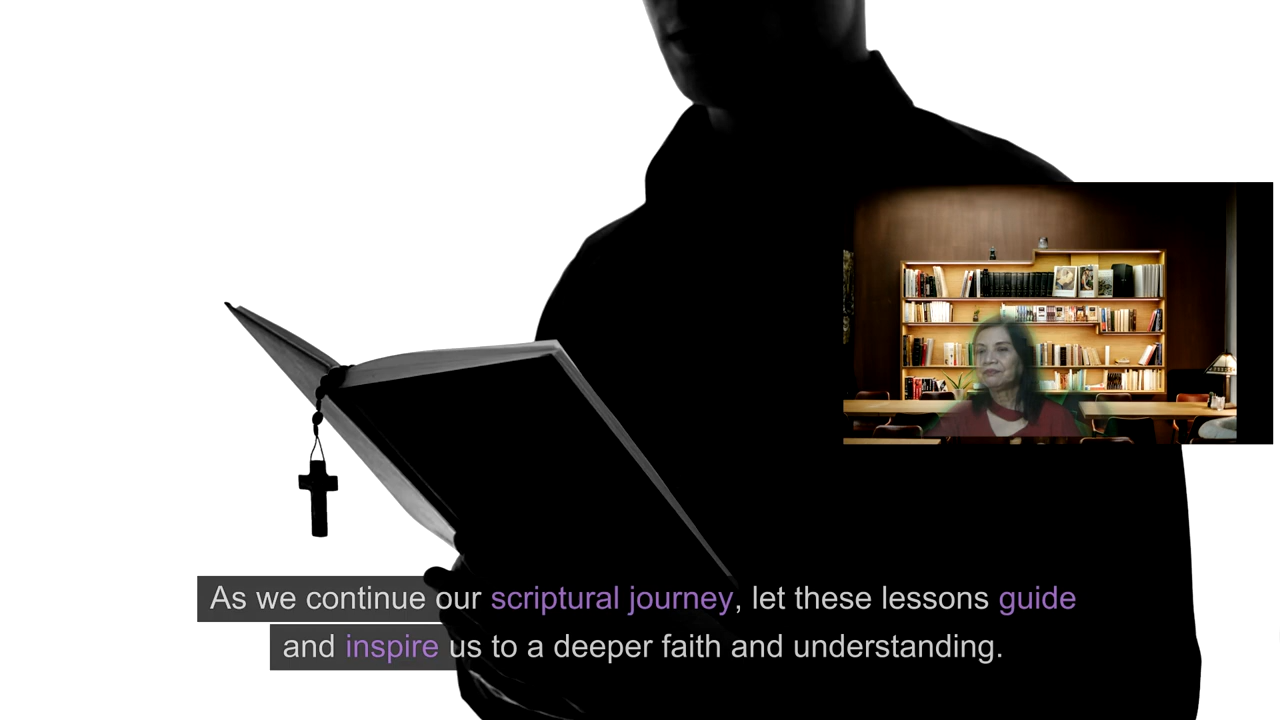 As we continue our scriptural journey, let these lessons guide
and inspire us to a deeper faith and understanding.